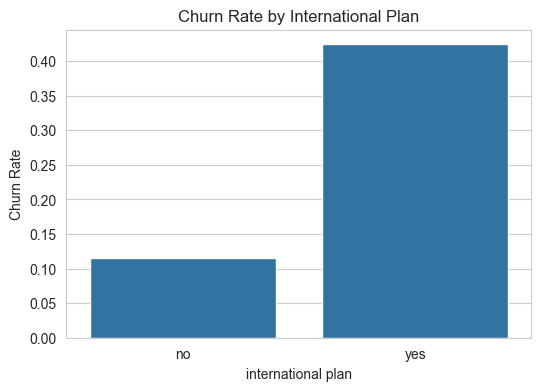 Churn Rate by International Plan
0.40
0.35
0.30
0.25
0.20
0.15
0.10
0.05
0.00
Churn Rate
no
yes
international plan